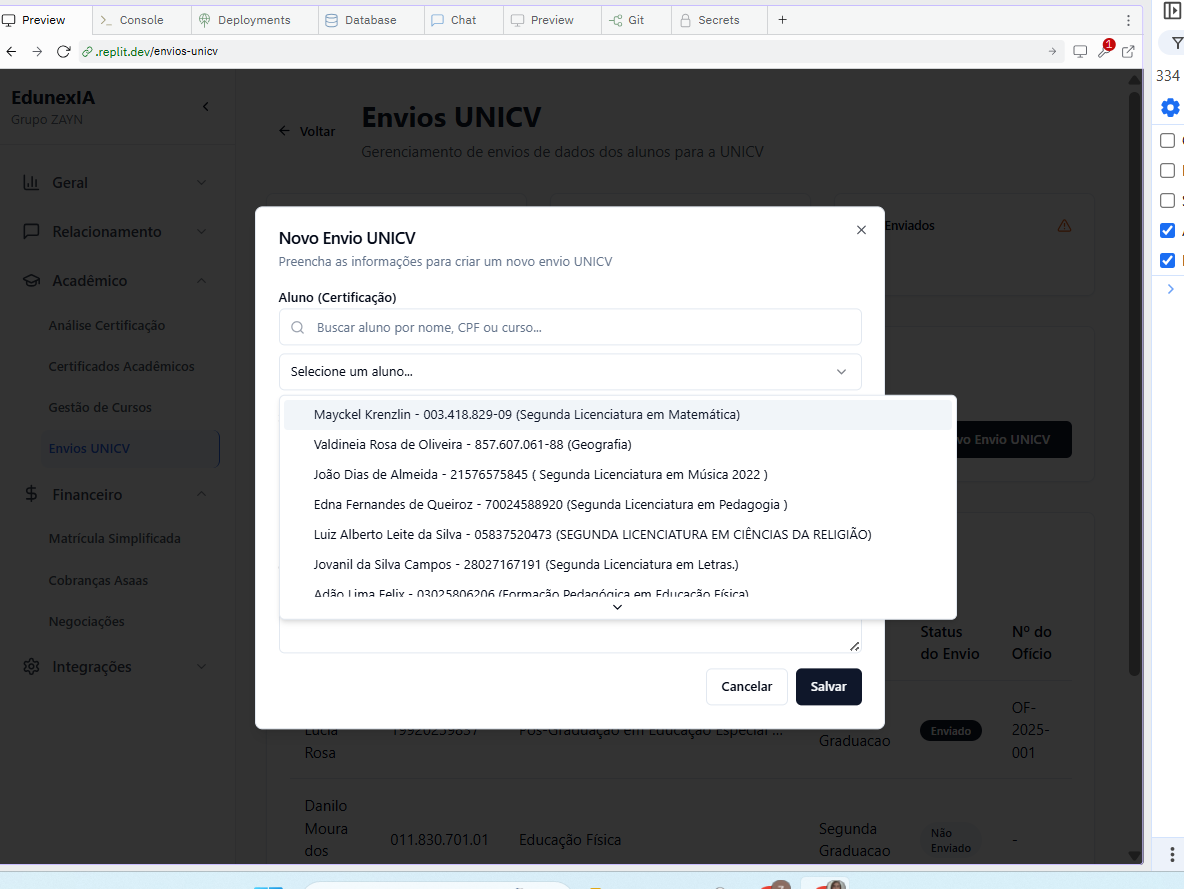 Preview
Console
Deployments
Database
Chat
Preview
Git
Secrets
.replit.dev/envios-unicv
1
334
EdunexIA
Grupo ZAYN
Voltar
Envios UNICV
Gerenciamento de envios de dados dos alunos para a UNICV
Geral
Relacionamento
Acadêmico
Análise Certificação
Certificados Acadêmicos
Gestão de Cursos
Envios UNICV
Financeiro
Matricula Simplificada
Cobranças Asaas
Negociações
Integrações
Enviados
Novo Envio UNICV
Preencha as informações para criar um novo envio UNICV
Aluno (Certificação)
Buscar aluno por nome, CPF ou curso...
Selecione um aluno...
Mayckel Krenzlin - 003.418.829-09 (Segunda Licenciatura em Matemática)
Valdineia Rosa de Oliveira - 857.607.061-88 (Geografia)
João Dias de Almeida - 21576575845 ( Segunda Licenciatura em Música 2022 )
Edna Fernandes de Queiroz - 70024588920 (Segunda Licenciatura em Pedagogia )
Luiz Alberto Leite da Silva - 05837520473 (SEGUNDA LICENCIATURA EM CIÊNCIAS DA RELIGIÃO)
Jovanil da Silva Campos - 28027167191 (Segunda Licenciatura em Letras.)
Adão Lima Felix - 03025806206 (Formação Pedagógica em Educação Física)
vo Envio UNICV
Cancelar
Salvar
Status do Envio
Nº do Ofício
Lucia Rosa
19920259837
Pós-Graduação em Educação Especial ...
Graduacao
Enviado
OF-2025-001
Danilo Moura dos
011.830.701.01
Educação Física
Segunda Graduacao
Não Enviado
-